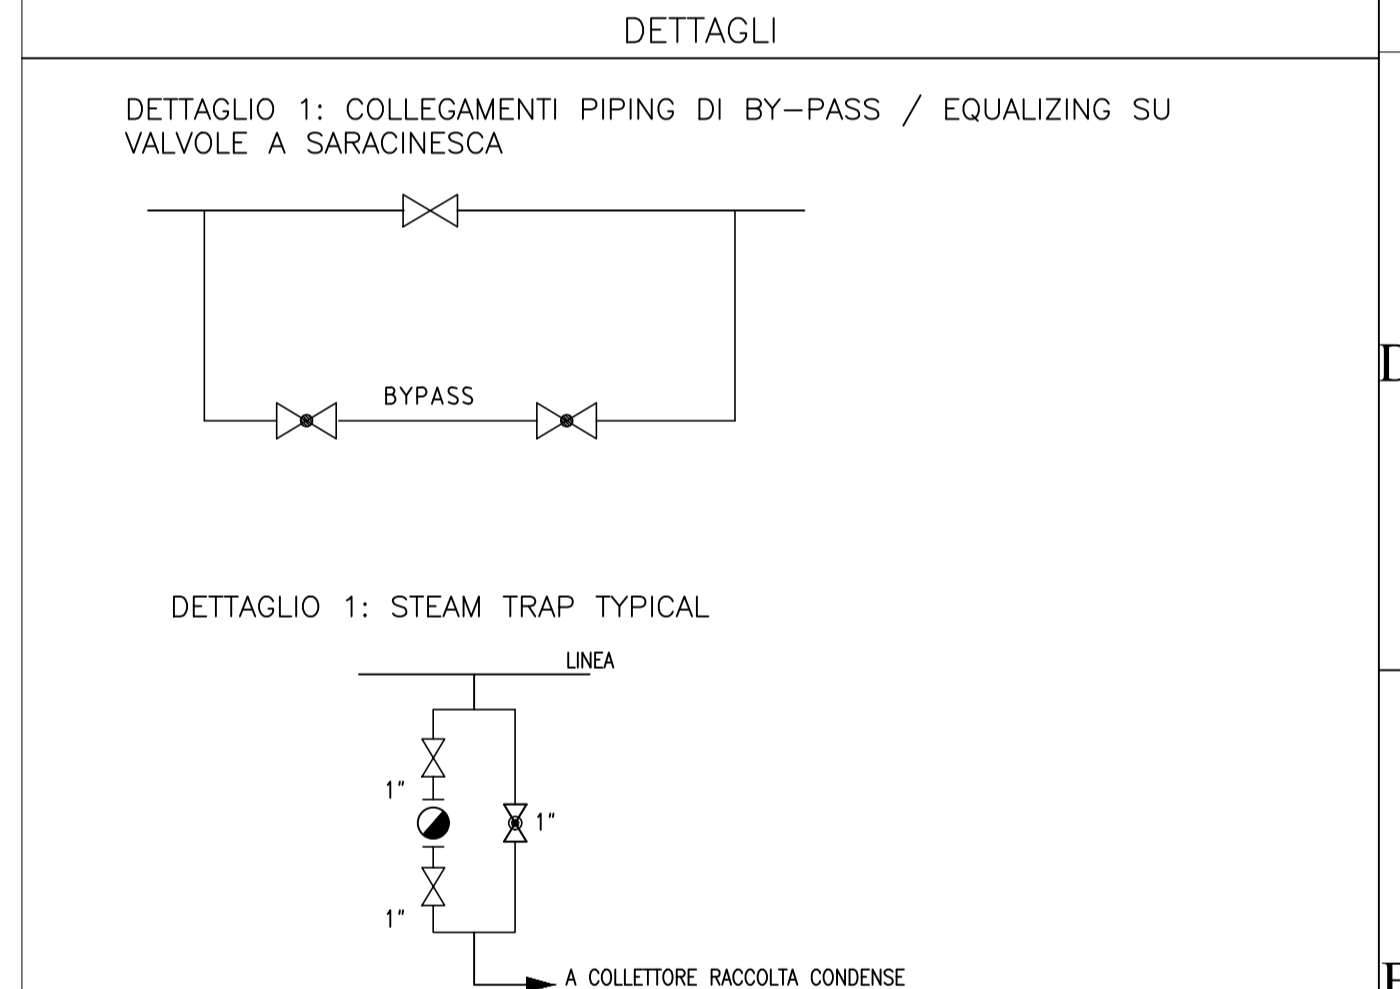 DETTAGLI
DETTAGLIO 1: COLLEGAMENTI PIPING DI BY-PASS / EQUALIZING SU
VALVOLE A SARACINESCA
BYPASS
DETTAGLIO 1: STEAM TRAP TYPICAL
LINEA
1"
1"
1"
A COLLETTORE RACCOLTA CONDENSE